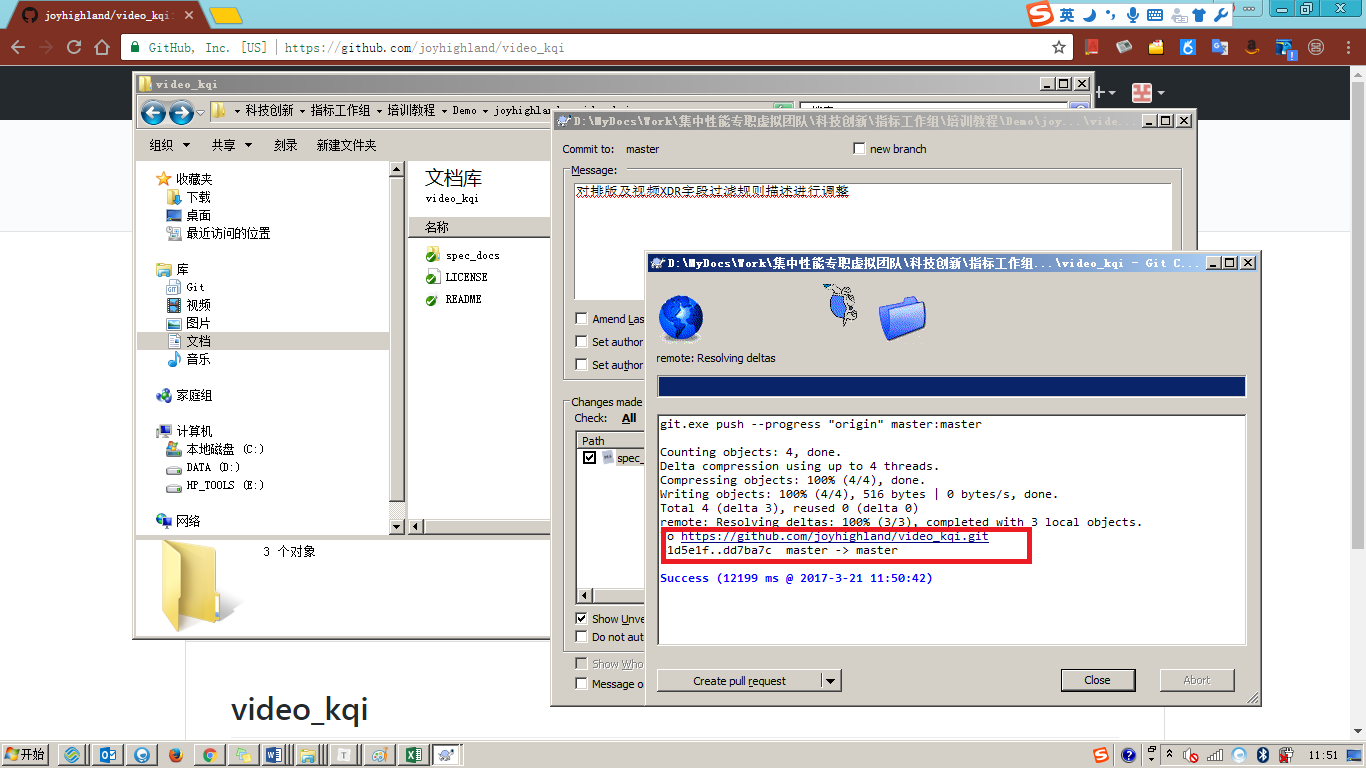 joyhighland/video_kqi:
英
GitHub, Inc. [US] | https://github.com/joyhighland/video_kqi
video_kqi
科技创新 指标工作组 培训教程 Demo
组织 共享 刻录 新建文件夹
收藏夹
下载
桌面
最近访问的位置
库
Git
视频
图片
文档
音乐
家庭组
计算机
本地磁盘 (C:)
DATA (D:)
HP_TOOLS (E:)
网络
文档库
video_kqi
名称
spec_docs
LICENSE
README
3 个对象
D:\MyDocs\Work\集中性能专职虚拟团队\科技创新\指标工作组\培训教程\Demo\joy...\vide...
Commit to: master
new branch
Message:
对排版及视频XDR字段过滤规则描述进行调整
Amend Las
Set author
Set author
Changes made
Check: All
Path
spec_
Show Unve
Do not aut
Show Who
Message o
D:\MyDocs\Work\集中性能专职虚拟团队\科技创新\指标工作组...\video_kqi - Git C...
remote: Resolving deltas
git.exe push --progress "origin" master:master
Counting objects: 4, done.
Delta compression using up to 4 threads.
Compressing objects: 100% (4/4), done.
Writing objects: 100% (4/4), 516 bytes | 0 bytes/s, done.
Total 4 (delta 3), reused 0 (delta 0)
remote: Resolving deltas: 100% (3/3), completed with 3 local objects.
o https://github.com/joyhighland/video_kqi.git
1d5e1f..dd7ba7c master -> master
Success (12199 ms @ 2017-3-21 11:50:42)
Create pull request
Close
Abort
video_kqi
开始
11:51